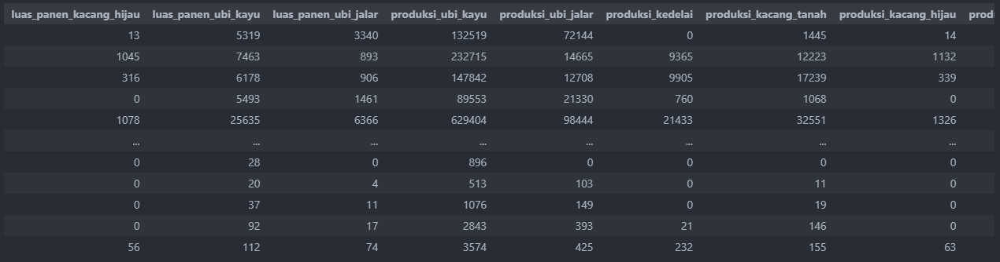 luas_panen_kacang_hijau luas_panen_ubi_kayu luas_panen_ubi_jalar produksi_ubi_kayu produksi_ubi_jalar produksi_kedelai produksi_kacang_tanah produksi_kacang_hijau prod
13 5319 3340 132519 72144 0 1445 14
1045 7463 893 232715 14665 9365 12223 1132
316 6178 906 147842 12708 9905 17239 339
0 5493 1461 89553 21330 760 1068 0
1078 25635 6366 629404 98444 21433 32551 1326
... ... ... ... ... ... ... ...
0 28 0 896 0 0 0 0
0 20 4 513 103 0 11 0
0 37 11 1076 149 0 19 0
0 92 17 2843 393 21 146 0
56 112 74 3574 425 232 155 63